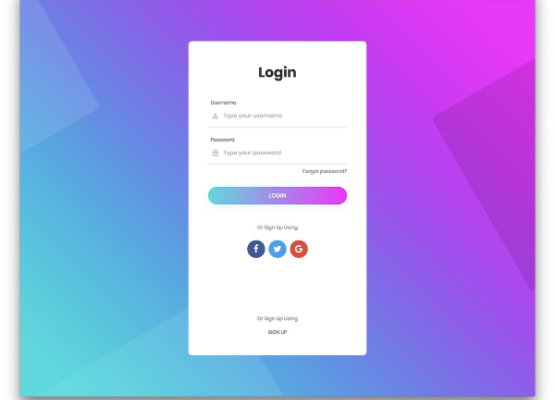 Login
Username
Type your username
Password
Type your password
Forgot password?
LOGIN
Or Sign Up Using
f G
Or Sign Up Using
SIGN UP